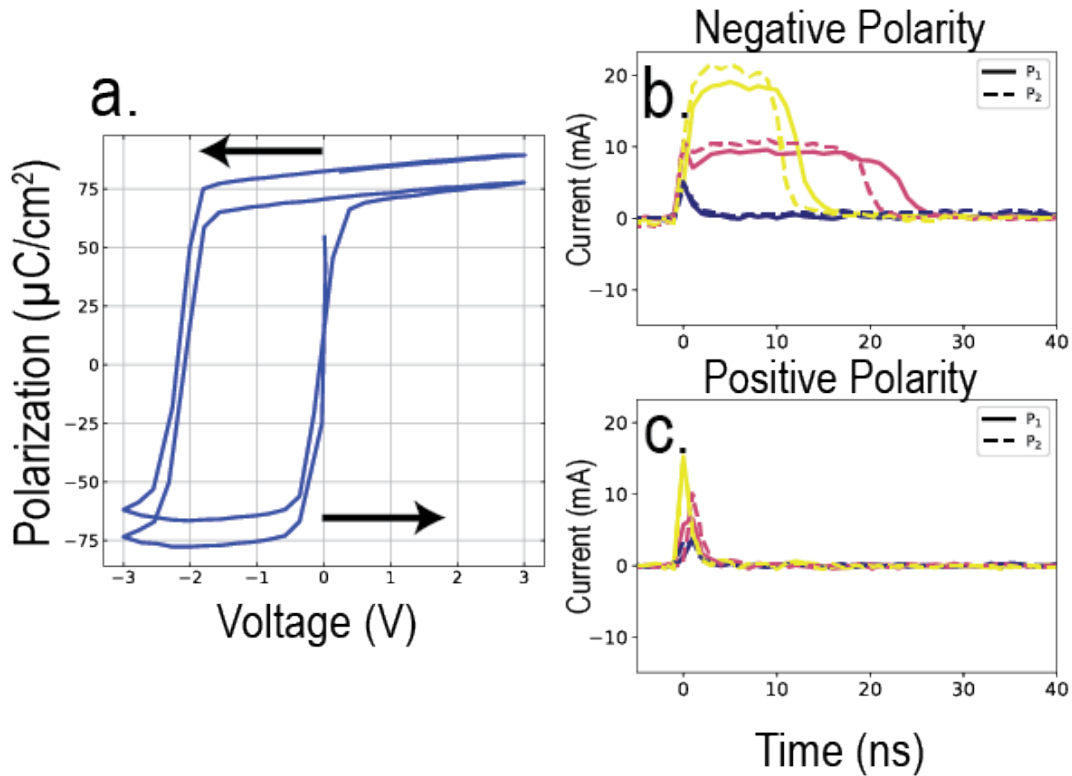 a.
Polarization (µC/cm²)
75
50
25
0
−25
−50
−75
−3
−2
−1
0
1
2
3
Voltage (V)
Negative Polarity
b.
P₁
P₂
Current (mA)
20
10
0
−10
0
10
20
30
40
Positive Polarity
c.
P₁
P₂
Current (mA)
20
10
0
−10
0
10
20
30
40
Time (ns)